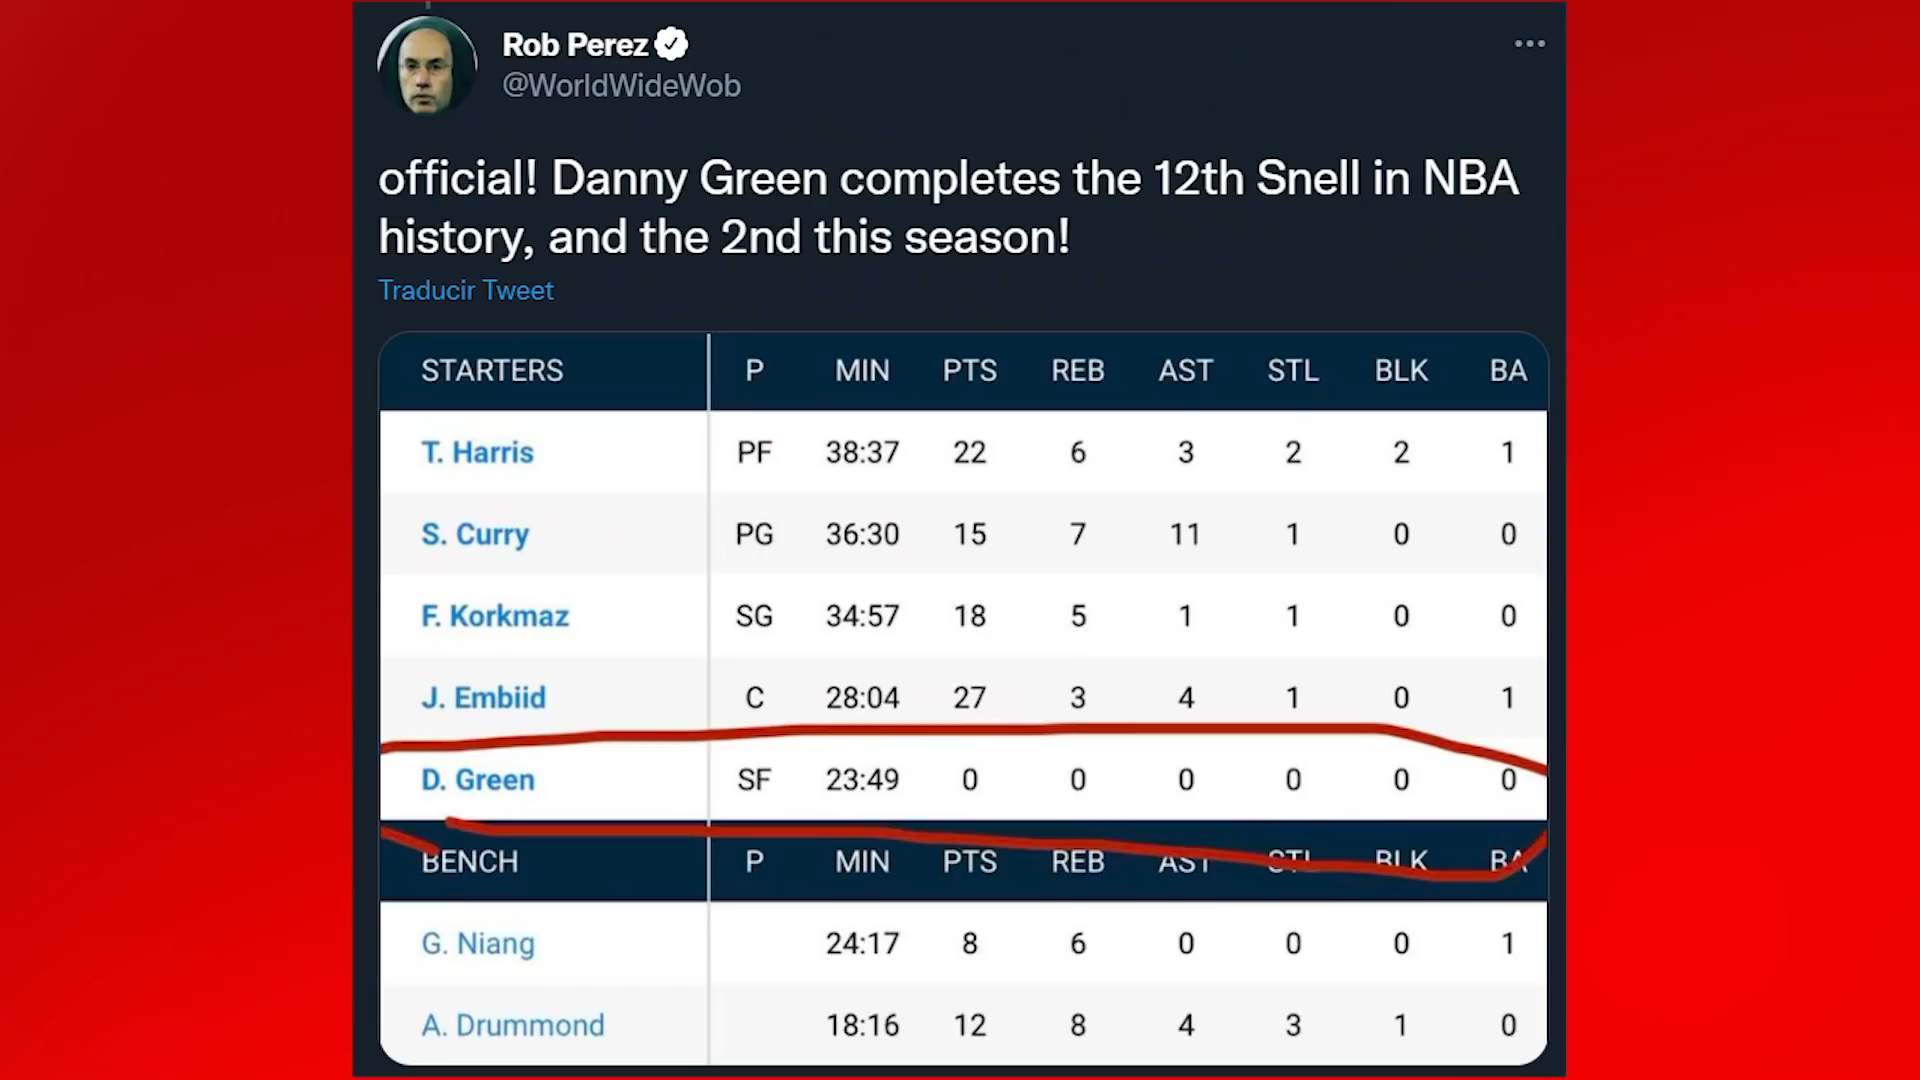 Rob Perez
@WorldWideWob
official! Danny Green completes the 12th Snell in NBA
history, and the 2nd this season!
Traducir Tweet
STARTERS P MIN PTS REB AST STL BLK BA
T. Harris PF 38:37 22 6 3 2 2 1
S. Curry PG 36:30 15 7 11 1 0 0
F. Korkmaz SG 34:57 18 5 1 1 0 0
J. Embiid C 28:04 27 3 4 1 0 1
D. Green SF 23:49 0 0 0 0 0 0
BENCH P MIN PTS REB AST STL BLK BA
G. Niang 24:17 8 6 0 0 0 1
A. Drummond 18:16 12 8 4 3 1 0